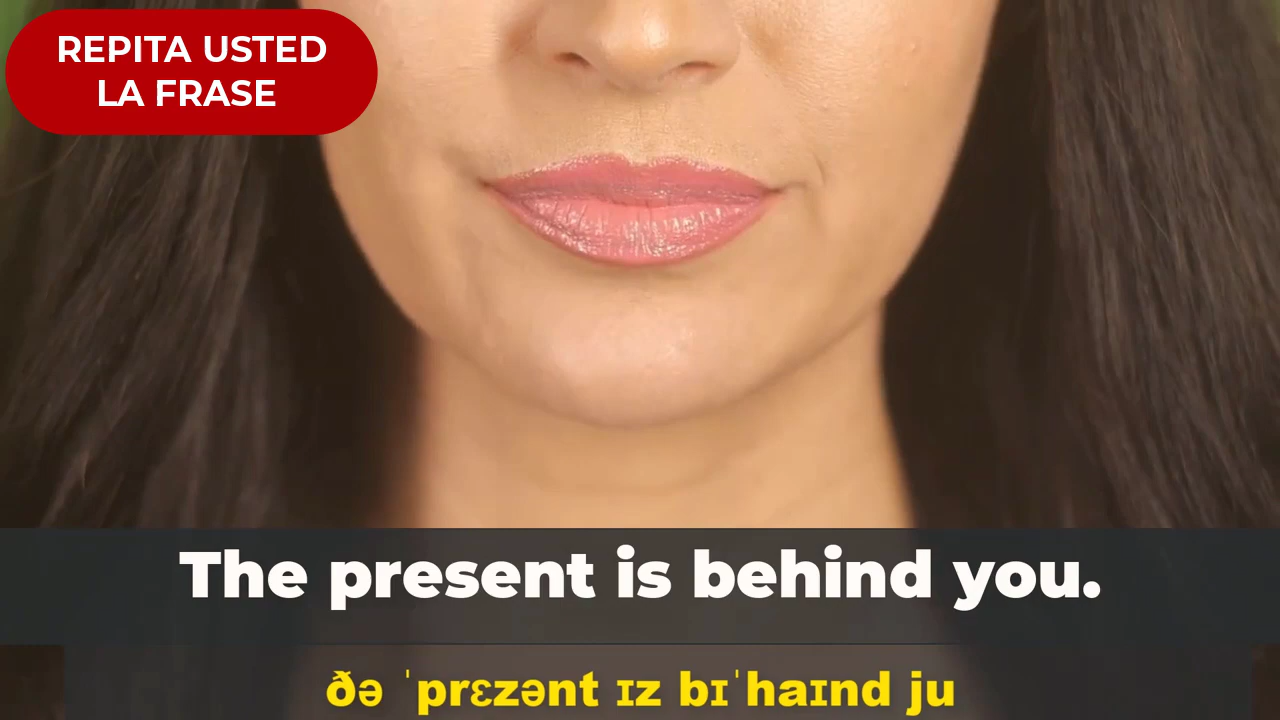 REPITA USTED
LA FRASE
The present is behind you.
ðə ˈprɛzənt ɪz bɪˈhaɪnd ju